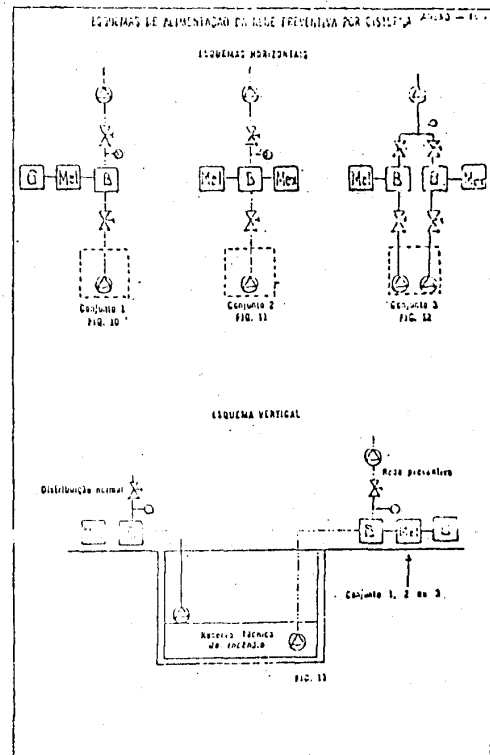 ESQUEMAS DE ALIMENTAÇÃO DA REDE PREVENTIVA POR CISTERNA
ESQUEMAS HORIZONTAIS
G Mel B
Mel B Mex
Mel B B Mex
Conjunto 1
FIG. 10
Conjunto 2
FIG. 11
Conjunto 3
FIG. 12
ESQUEMA VERTICAL
Distribuição normal
Rede preventiva
B Mel G
Conjunto 1, 2 ou 3
Reserva Técnica
de incêndio
FIG. 13